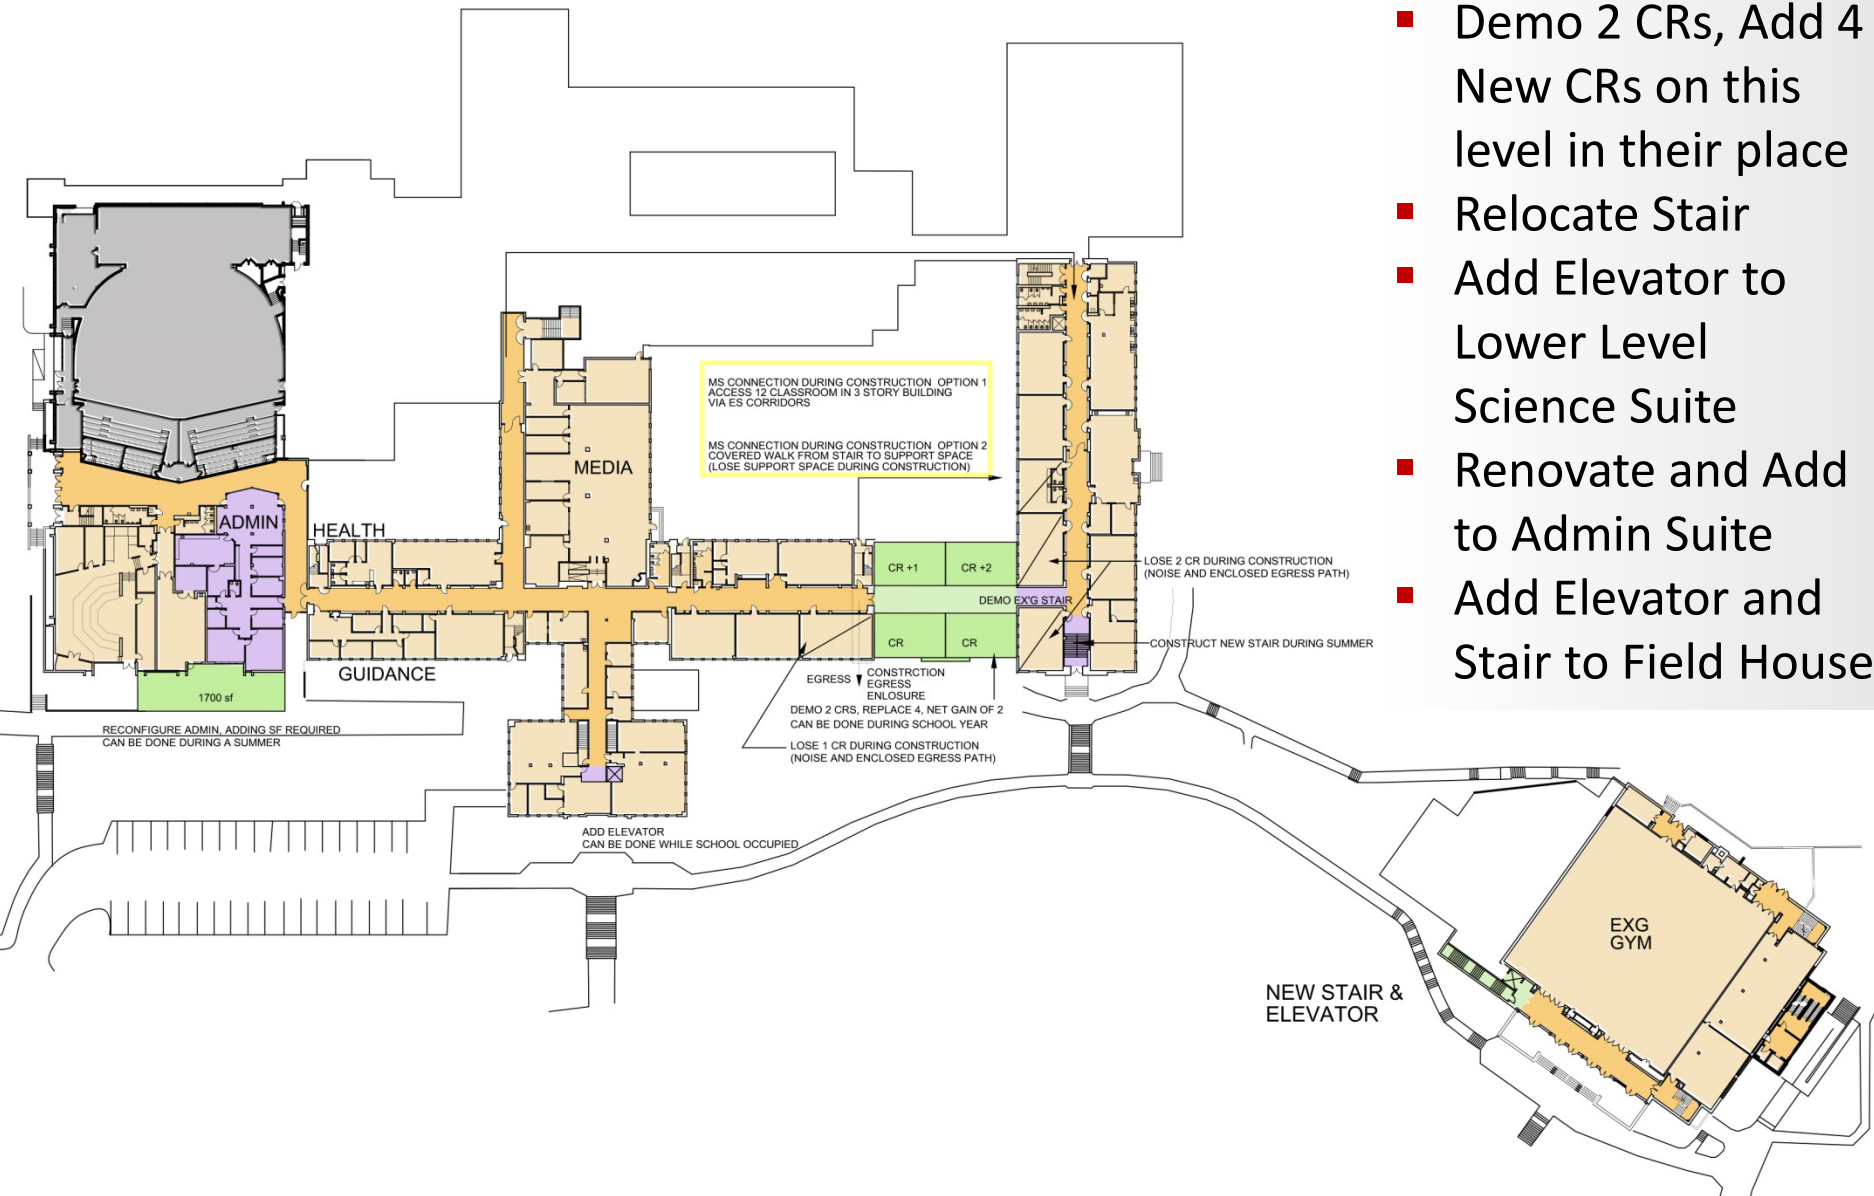 Demo 2 CRs, Add 4
New CRs on this
level in their place
Relocate Stair
Add Elevator to
Lower Level
Science Suite
Renovate and Add
to Admin Suite
Add Elevator and
Stair to Field House
MS CONNECTION DURING CONSTRUCTION OPTION 1
ACCESS 12 CLASSROOM IN 3 STORY BUILDING
VIA ES CORRIDORS
MS CONNECTION DURING CONSTRUCTION OPTION 2
COVERED WALK FROM STAIR TO SUPPORT SPACE
(LOSE SUPPORT SPACE DURING CONSTRUCTION)
MEDIA
ADMIN
HEALTH
CR +1
CR +2
LOSE 2 CR DURING CONSTRUCTION
(NOISE AND ENCLOSED EGRESS PATH)
DEMO EX'G STAIR
CR
CR
CONSTRUCT NEW STAIR DURING SUMMER
GUIDANCE
1700 sf
EGRESS
CONSTRCTION
EGRESS
ENLOSURE
DEMO 2 CRS, REPLACE 4, NET GAIN OF 2
CAN BE DONE DURING SCHOOL YEAR
RECONFIGURE ADMIN, ADDING SF REQUIRED
CAN BE DONE DURING A SUMMER
LOSE 1 CR DURING CONSTRUCTION
(NOISE AND ENCLOSED EGRESS PATH)
ADD ELEVATOR
CAN BE DONE WHILE SCHOOL OCCUPIED
EXG
GYM
NEW STAIR &
ELEVATOR